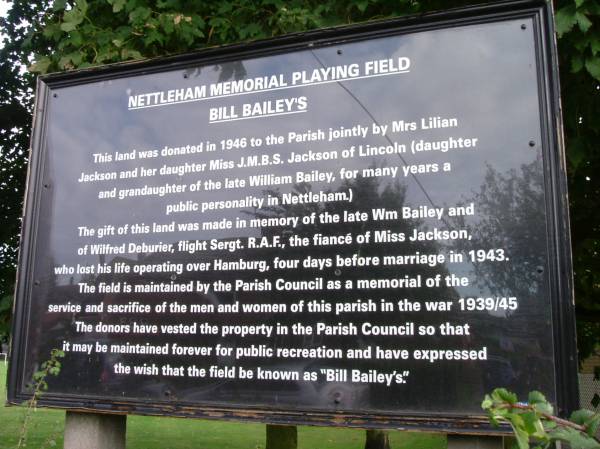 NETTLEHAM MEMORIAL PLAYING FIELD
BILL BAILEY'S
This land was donated in 1946 to the Parish jointly by Mrs Lilian
Jackson and her daughter Miss J.M.B.S. Jackson of Lincoln (daughter
and grandaughter of the late William Bailey, for many years a
public personality in Nettleham.)
The gift of this land was made in memory of the late Wm Bailey and
of Wilfred Deburier, flight Sergt. R.A.F., the fiancé of Miss Jackson,
who lost his life operating over Hamburg, four days before marriage in 1943.
The field is maintained by the Parish Council as a memorial of the
service and sacrifice of the men and women of this parish in the war 1939/45
The donors have vested the property in the Parish Council so that
it may be maintained forever for public recreation and have expressed
the wish that the field be known as "Bill Bailey's."